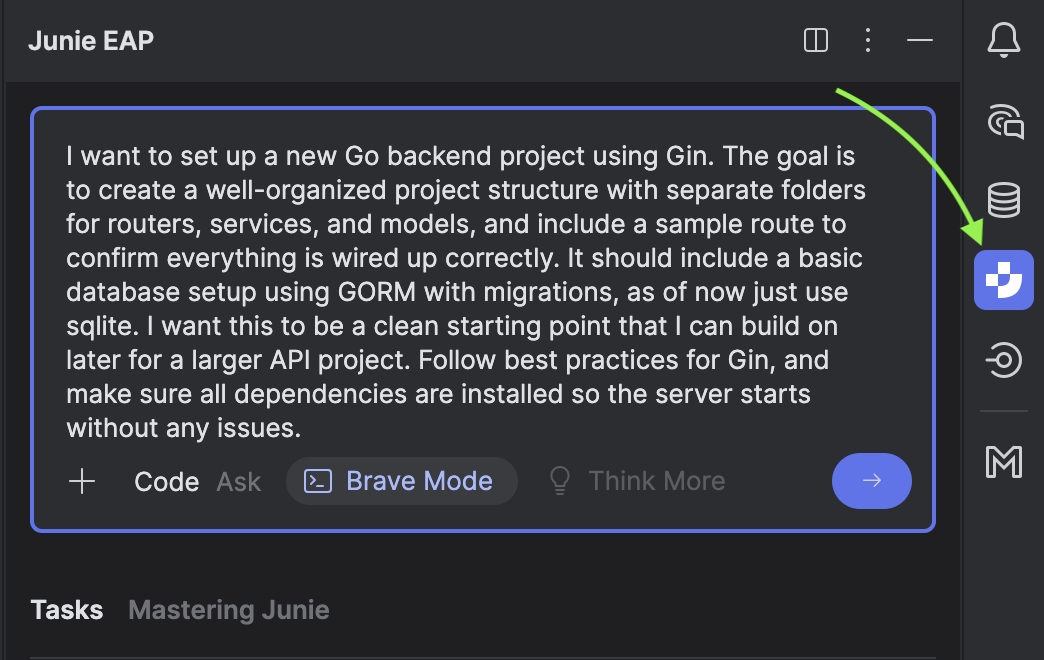 Junie EAP
I want to set up a new Go backend project using Gin. The goal is
to create a well-organized project structure with separate folders
for routers, services, and models, and include a sample route to
confirm everything is wired up correctly. It should include a basic
database setup using GORM with migrations, as of now just use
sqlite. I want this to be a clean starting point that I can build on
later for a larger API project. Follow best practices for Gin, and
make sure all dependencies are installed so the server starts
without any issues.
Code Ask Brave Mode Think More
Tasks Mastering Junie